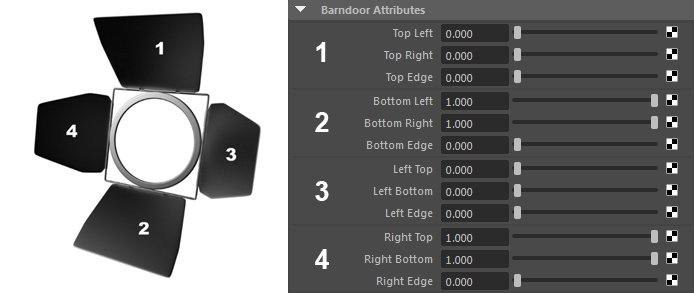 1
4
3
2
Barndoor Attributes
1
Top Left 0.000
Top Right 0.000
Top Edge 0.000
2
Bottom Left 1.000
Bottom Right 1.000
Bottom Edge 0.000
3
Left Top 0.000
Left Bottom 0.000
Left Edge 0.000
4
Right Top 1.000
Right Bottom 1.000
Right Edge 0.000